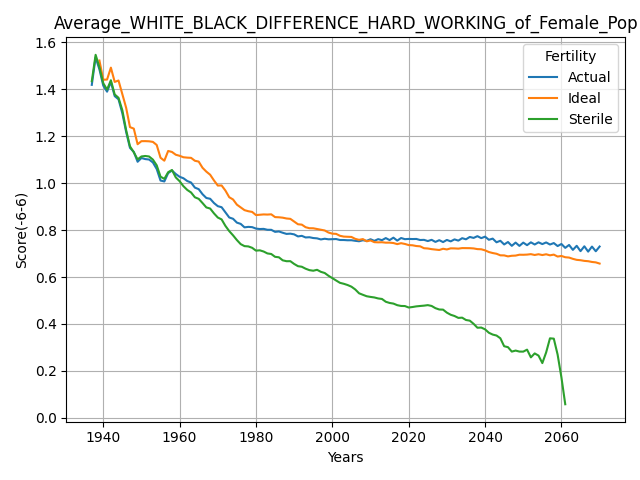 Average_WHITE_BLACK_DIFFERENCE_HARD_WORKING_of_Female_Pop
Fertility
Actual
Ideal
Sterile
Score(-6-6)
1.6
1.4
1.2
1.0
0.8
0.6
0.4
0.2
0.0
1940 1960 1980 2000 2020 2040 2060
Years